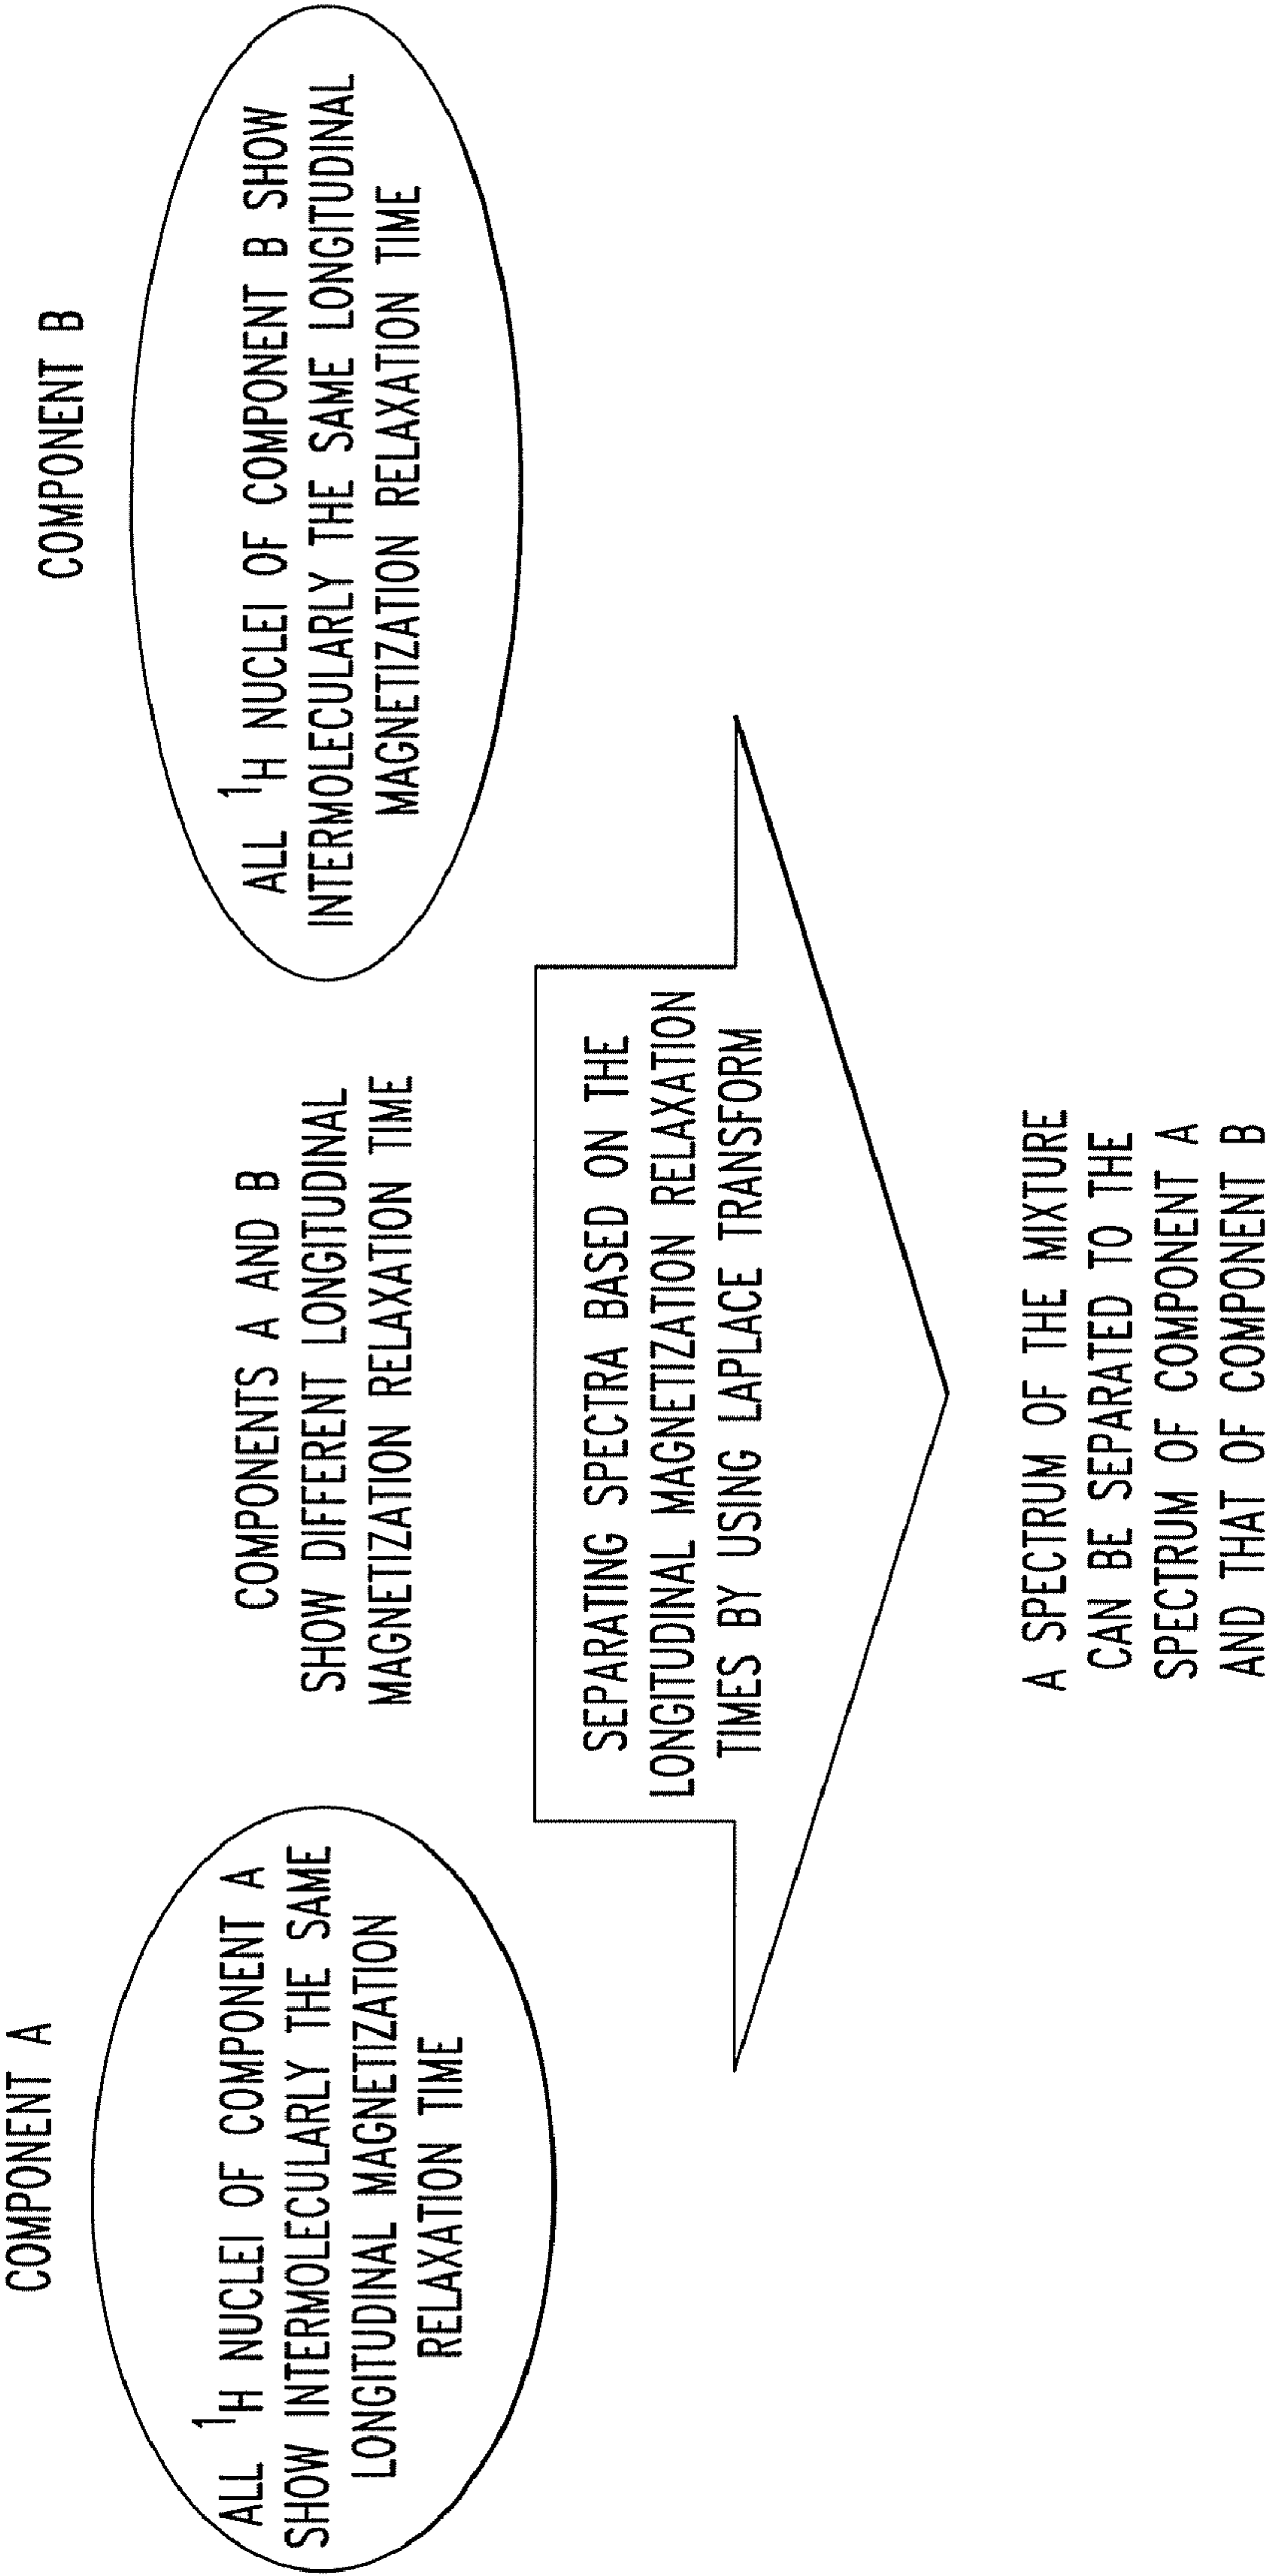 COMPONENT A
ALL ¹H NUCLEI OF COMPONENT A
SHOW INTERMOLECULARLY THE SAME
LONGITUDINAL MAGNETIZATION
RELAXATION TIME
COMPONENTS A AND B
SHOW DIFFERENT LONGITUDINAL
MAGNETIZATION RELAXATION TIME
COMPONENT B
ALL ¹H NUCLEI OF COMPONENT B SHOW
INTERMOLECULARLY THE SAME LONGITUDINAL
MAGNETIZATION RELAXATION TIME
SEPARATING SPECTRA BASED ON THE
LONGITUDINAL MAGNETIZATION RELAXATION
TIMES BY USING LAPLACE TRANSFORM
A SPECTRUM OF THE MIXTURE
CAN BE SEPARATED TO THE
SPECTRUM OF COMPONENT A
AND THAT OF COMPONENT B